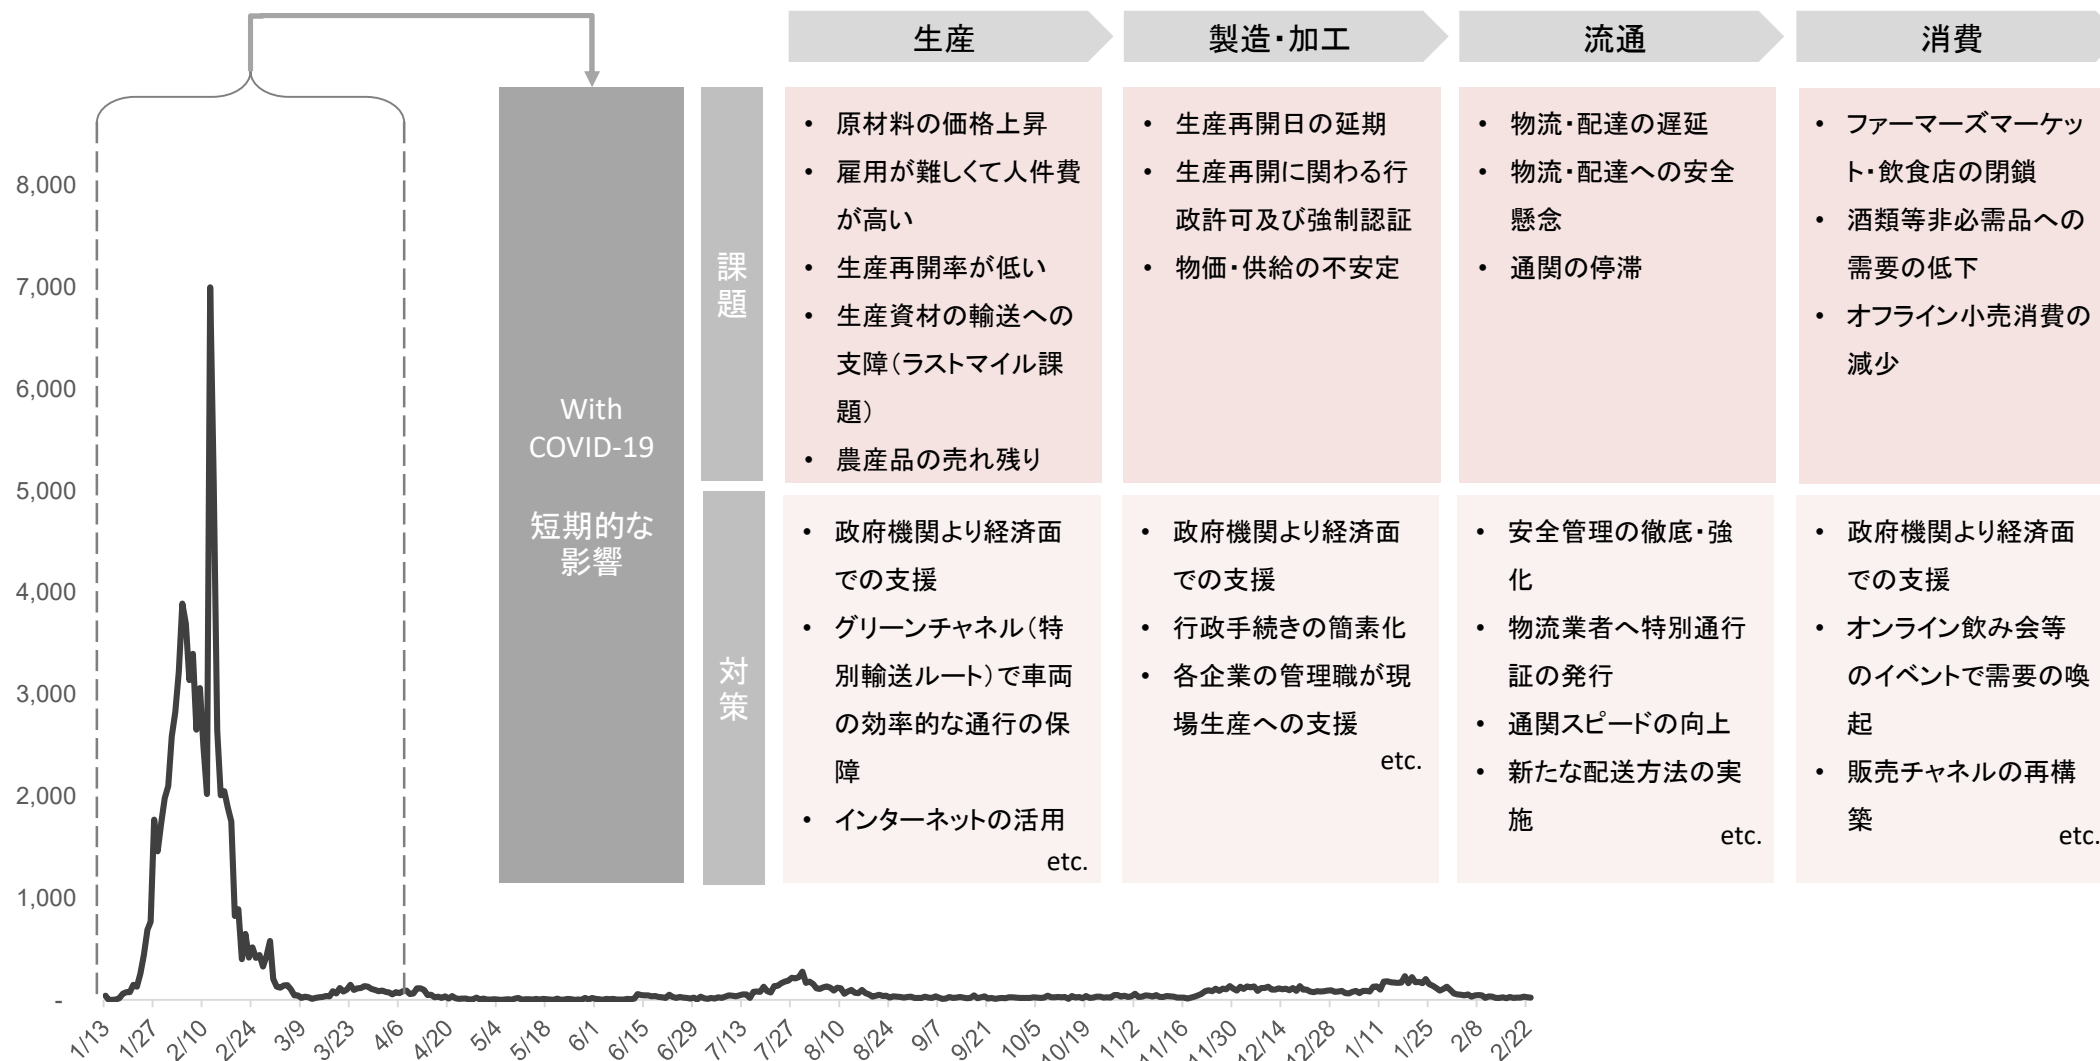 生産
製造・加工
流通
消費
With
COVID-19
短期的な
影響
課
題
• 原材料の価格上昇
• 雇用が難しくて人件費
が高い
• 生産再開率が低い
• 生産資材の輸送への
支障（ラストマイル課
題）
• 農産品の売れ残り
• 生産再開日の延期
• 生産再開に関わる行
政許可及び強制認証
• 物価・供給の不安定
• 物流・配達の遅延
• 物流・配達への安全
懸念
• 通関の停滞
• ファーマーズマーケッ
ト・飲食店の閉鎖
• 酒類等非必需品への
需要の低下
• オフライン小売消費の
減少
対
策
• 政府機関より経済面
での支援
• グリーンチャネル（特
別輸送ルート）で車両
の効率的な通行の保
障
• インターネットの活用
etc.
• 政府機関より経済面
での支援
• 行政手続きの簡素化
• 各企業の管理職が現
場生産への支援
etc.
• 安全管理の徹底・強
化
• 物流業者へ特別通行
証の発行
• 通関スピードの向上
• 新たな配送方法の実
施
etc.
• 政府機関より経済面
での支援
• オンライン飲み会等
のイベントで需要の喚
起
• 販売チャネルの再構
築
etc.
8,000
7,000
6,000
5,000
4,000
3,000
2,000
1,000
-
1/13
1/27
2/10
2/24
3/9
3/23
4/6
4/20
5/4
5/18
6/1
6/15
6/29
7/13
7/27
8/10
8/24
9/7
9/21
10/5
10/19
11/2
11/16
11/30
12/14
12/28
1/11
1/25
2/8
2/22